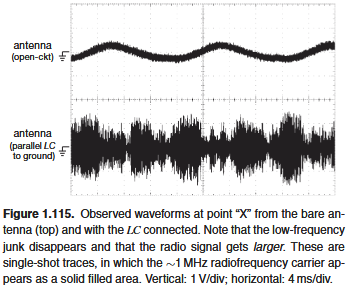 antenna
(open-ckt)
antenna
(parallel LC
to ground)
Figure 1.115. Observed waveforms at point “X” from the bare an-
tenna (top) and with the LC connected. Note that the low-frequency
junk disappears and that the radio signal gets larger. These are
single-shot traces, in which the ∼1 MHz radiofrequency carrier ap-
pears as a solid filled area. Vertical: 1 V/div; horizontal: 4 ms/div.